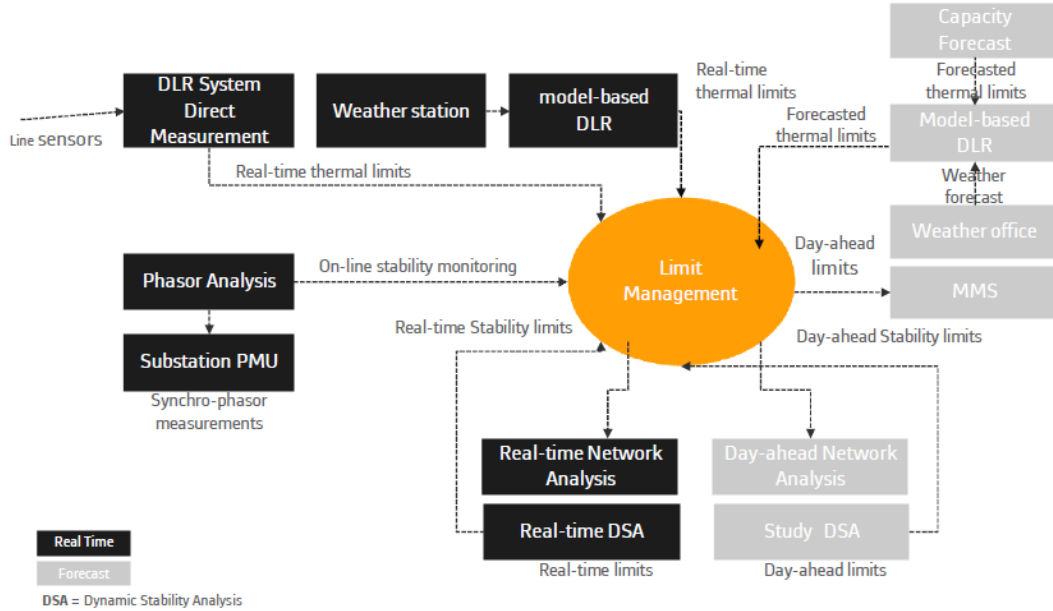 Capacity
Forecast
DLR System
Direct
Measurement
Weather station
model-based
DLR
Real-time
thermal limits
Forecasted
thermal limits
Forecasted
thermal limits
Model-based
DLR
Line sensors
Real-time thermal limits
Weather
forecast
Weather office
Day-ahead
limits
Phasor Analysis
On-line stability monitoring
Limit
Management
MMS
Real-time Stability limits
Day-ahead Stability limits
Substation PMU
Synchro-phasor
measurements
Real-time Network
Analysis
Day-ahead Network
Analysis
Real-time DSA
Study DSA
Real-time limits
Day-ahead limits
Real Time
Forecast
DSA = Dynamic Stability Analysis